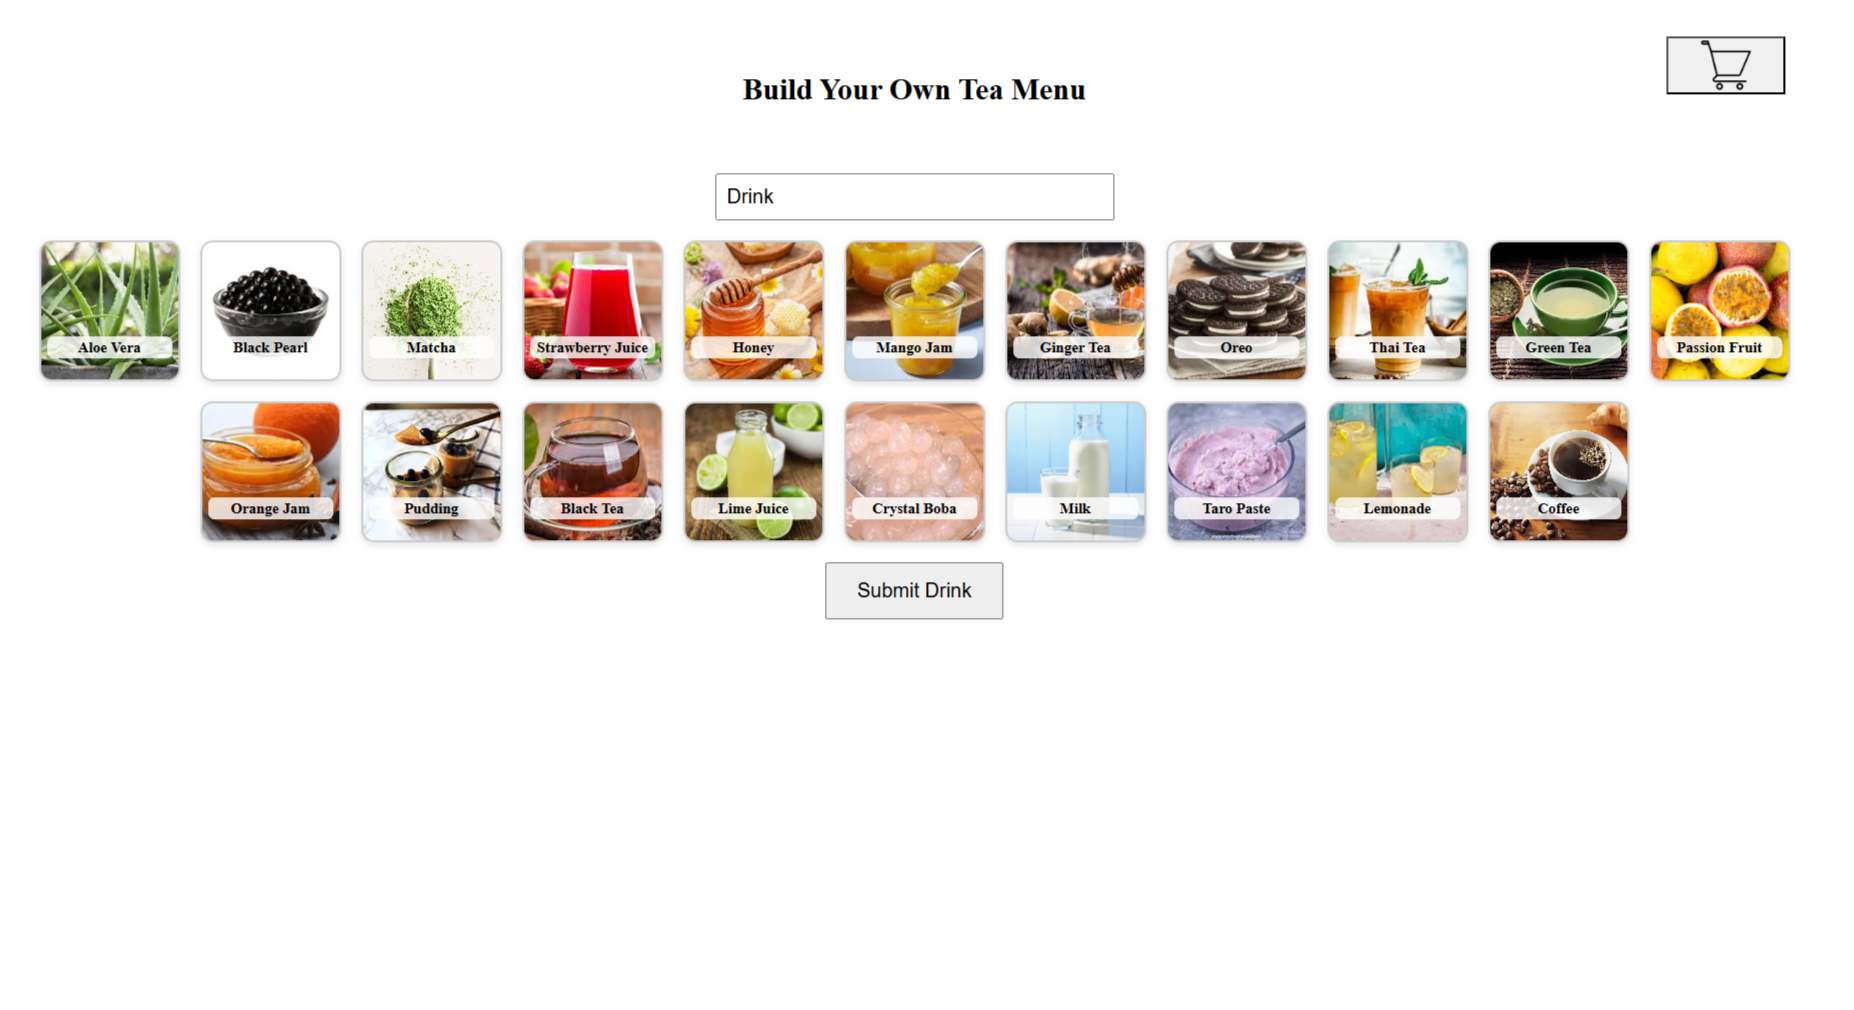 Build Your Own Tea Menu
Drink
Aloe Vera
Black Pearl
Matcha
Strawberry Juice
Honey
Mango Jam
Ginger Tea
Oreo
Thai Tea
Green Tea
Passion Fruit
Orange Jam
Pudding
Black Tea
Lime Juice
Crystal Boba
Milk
Taro Paste
Lemonade
Coffee
Submit Drink